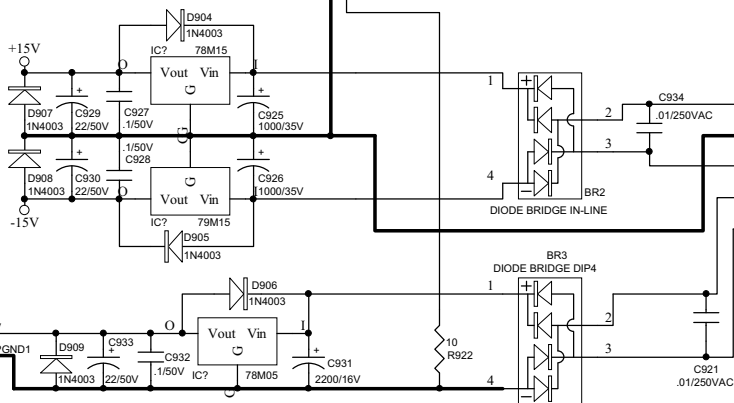 D904
1N4003
+15V
O
IC?
78M15
I
Vout Vin
G
1
+
C934
.01/250VAC
D907
1N4003
+
C929
22/50V
C927
.1/50V
G
+
C925
1000/35V
2
3
.1/50V
C928
D908
1N4003
+
C930
22/50V
G
+
C926
1000/35V
4
−
BR2
DIODE BRIDGE IN-LINE
O
Vout Vin
I
-15V
IC?
79M15
D905
1N4003
BR3
DIODE BRIDGE DIP4
D906
1N4003
1
+
O
Vout Vin
I
G
2
PGND1
D909
1N4003
+
C933
22/50V
C932
.1/50V
IC?
78M05
G
+
C931
2200/16V
10
R922
3
4
−
C921
.01/250VAC